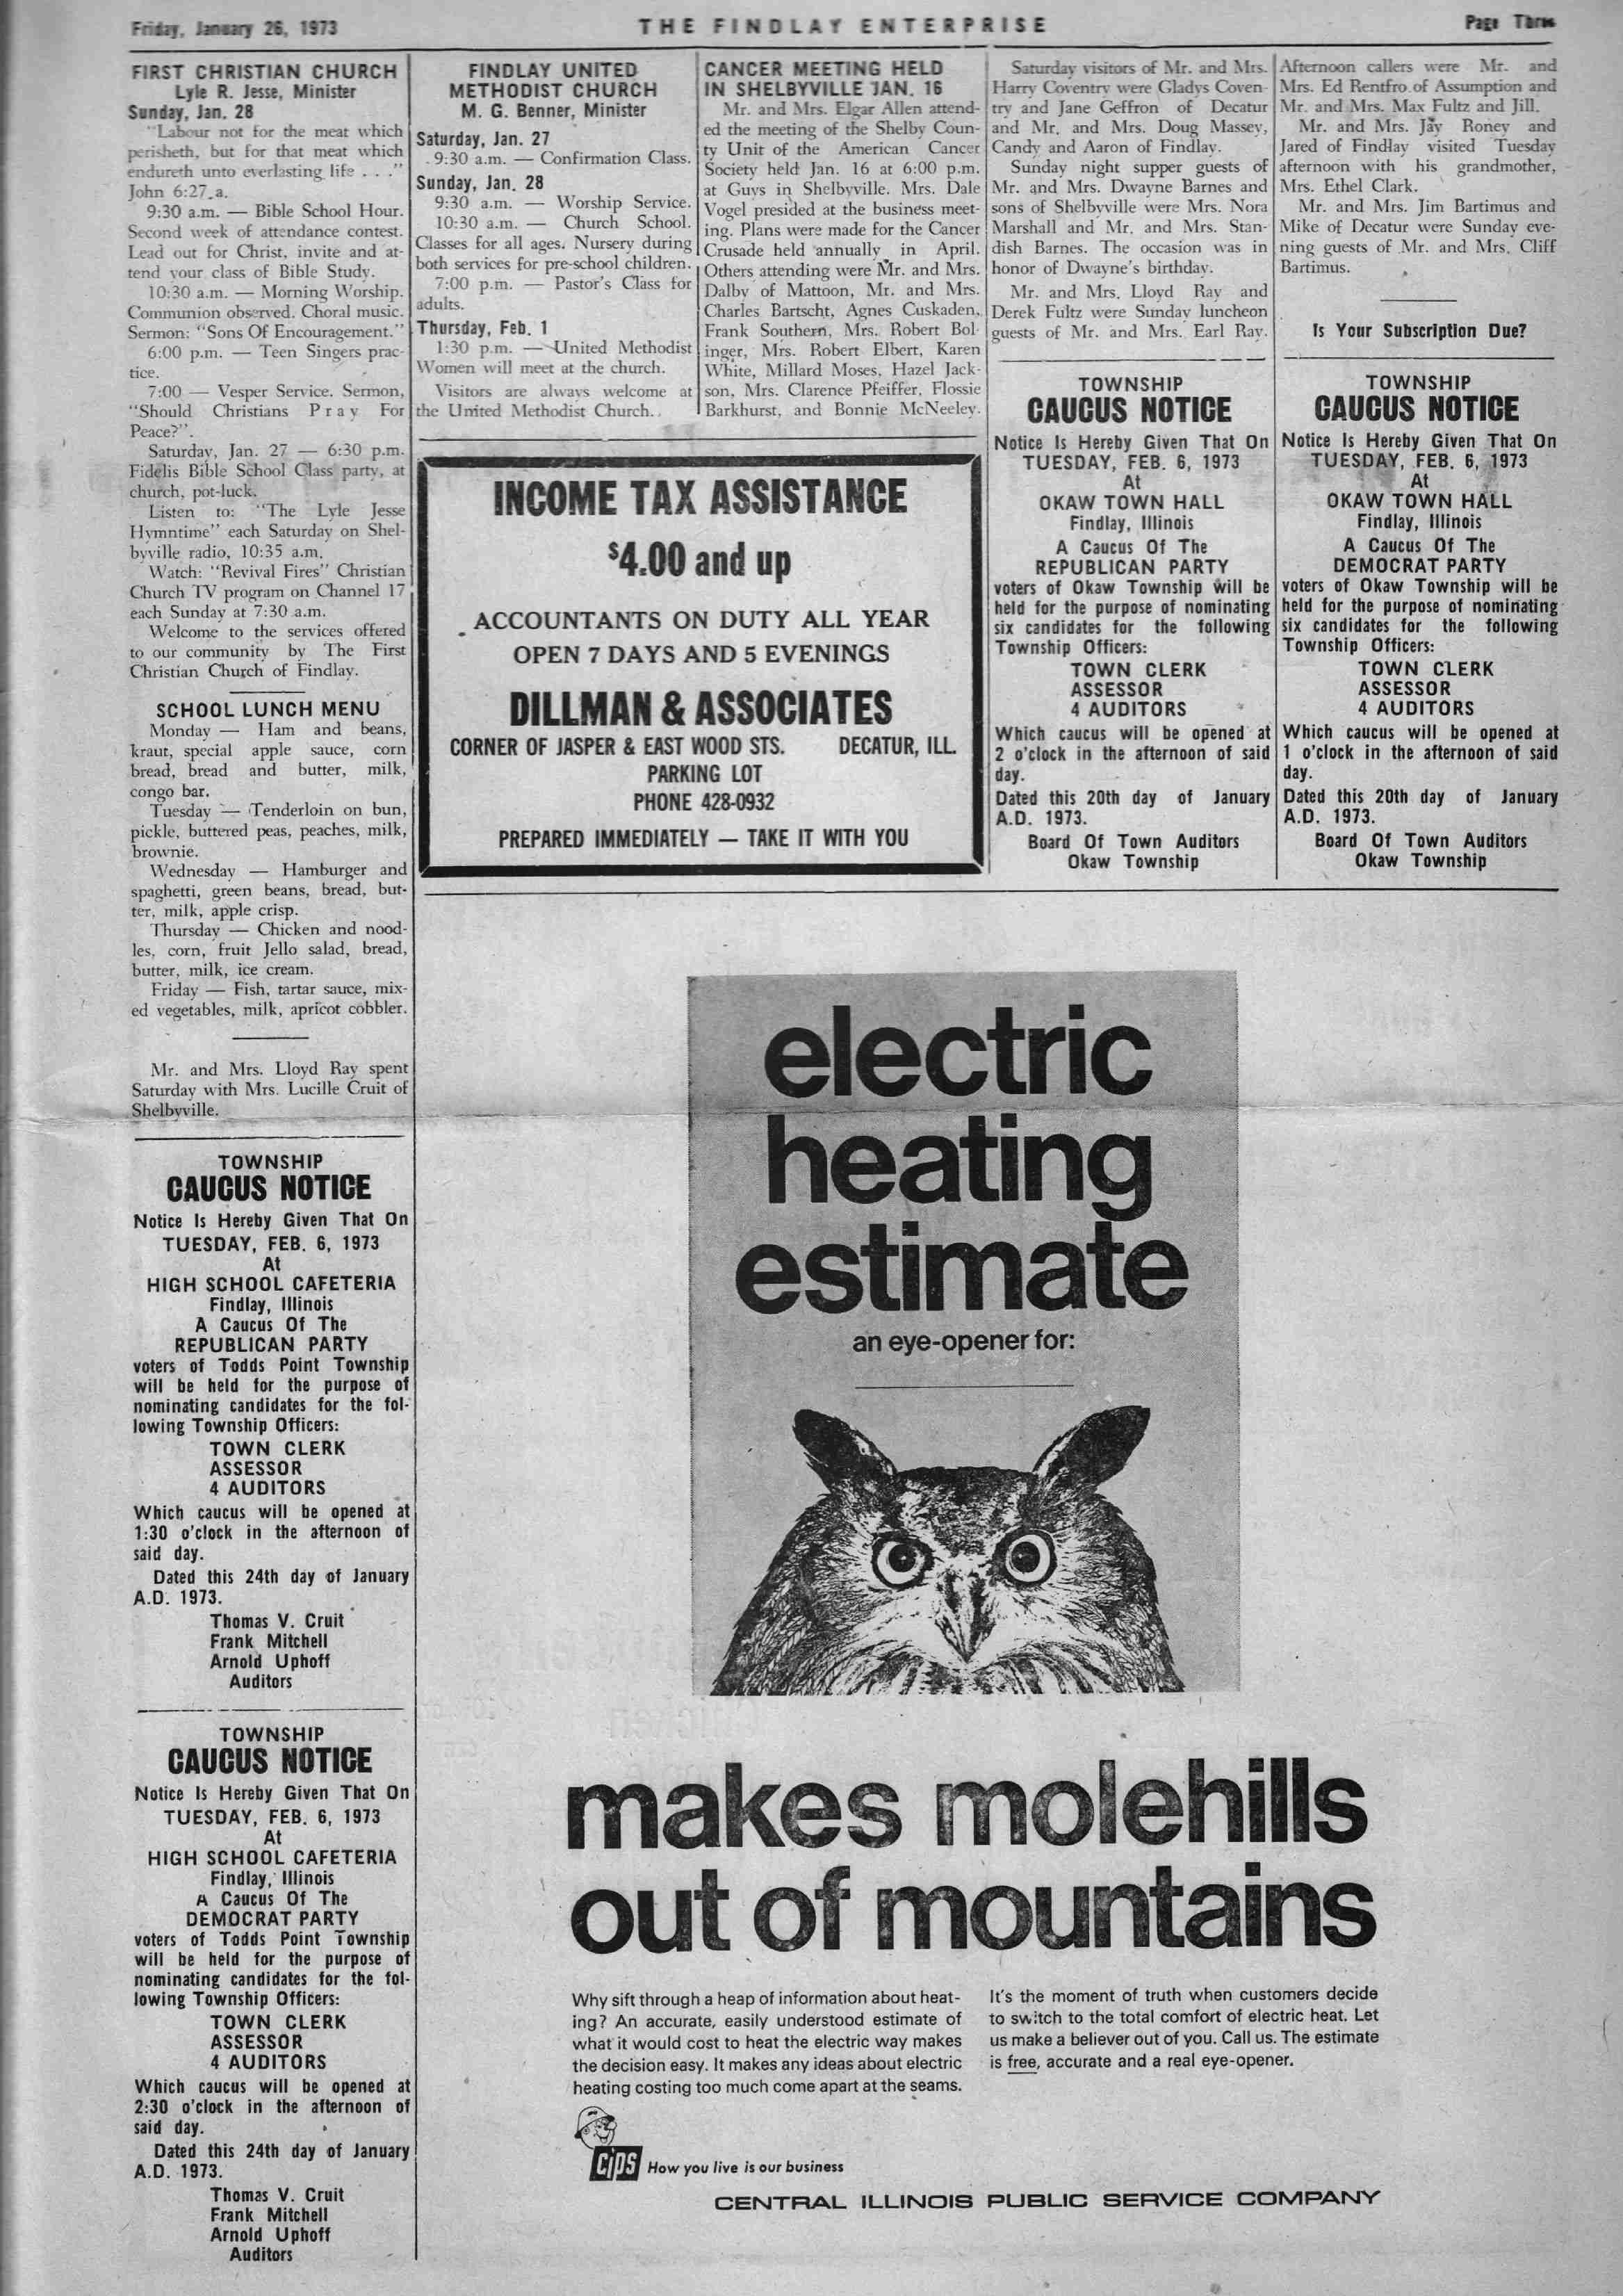 Friday, January 26, 1973
THE FINDLAY ENTERPRISE
Page Three
FIRST CHRISTIAN CHURCH
Lyle R. Jesse, Minister
Sunday, Jan. 28
"Labour not for the meat which
perisheth, but for that meat which
endureth unto everlasting life . . ."
John 6:27.a.
9:30 a.m. — Bible School Hour.
Second week of attendance contest.
Lead out for Christ, invite and at-
tend your class of Bible Study.
10:30 a.m. — Morning Worship.
Communion observed. Choral music.
Sermon: "Sons Of Encouragement."
6:00 p.m. — Teen Singers prac-
tice.
7:00 — Vesper Service. Sermon,
"Should Christians Pray For
Peace?".
Saturday, Jan. 27 — 6:30 p.m.
Fidelis Bible School Class party, at
church, pot-luck.
Listen to: "The Lyle Jesse
Hymntime" each Saturday on Shel-
byville radio, 10:35 a.m.
Watch: "Revival Fires" Christian
Church TV program on Channel 17
each Sunday at 7:30 a.m.
Welcome to the services offered
to our community by The First
Christian Church of Findlay.
SCHOOL LUNCH MENU
Monday — Ham and beans,
kraut, special apple sauce, corn
bread, bread and butter, milk,
congo bar.
Tuesday — Tenderloin on bun,
pickle, buttered peas, peaches, milk,
brownie.
Wednesday — Hamburger and
spaghetti, green beans, bread, but-
ter, milk, apple crisp.
Thursday — Chicken and nood-
les, corn, fruit Jello salad, bread,
butter, milk, ice cream.
Friday — Fish, tartar sauce, mix-
ed vegetables, milk, apricot cobbler.
Mr. and Mrs. Lloyd Ray spent
Saturday with Mrs. Lucille Cruit of
Shelbyville.
TOWNSHIP
CAUCUS NOTICE
Notice Is Hereby Given That On
TUESDAY, FEB. 6, 1973
At
HIGH SCHOOL CAFETERIA
Findlay, Illinois
A Caucus Of The
REPUBLICAN PARTY
voters of Todds Point Township
will be held for the purpose of
nominating candidates for the fol-
lowing Township Officers:
TOWN CLERK
ASSESSOR
4 AUDITORS
Which caucus will be opened at
1:30 o'clock in the afternoon of
said day.
Dated this 24th day of January
A.D. 1973.
Thomas V. Cruit
Frank Mitchell
Arnold Uphoff
Auditors
TOWNSHIP
CAUCUS NOTICE
Notice Is Hereby Given That On
TUESDAY, FEB. 6, 1973
At
HIGH SCHOOL CAFETERIA
Findlay, Illinois
A Caucus Of The
DEMOCRAT PARTY
voters of Todds Point Township
will be held for the purpose of
nominating candidates for the fol-
lowing Township Officers:
TOWN CLERK
ASSESSOR
4 AUDITORS
Which caucus will be opened at
2:30 o'clock in the afternoon of
said day.
Dated this 24th day of January
A.D. 1973.
Thomas V. Cruit
Frank Mitchell
Arnold Uphoff
Auditors
FINDLAY UNITED
METHODIST CHURCH
M. G. Benner, Minister
Saturday, Jan. 27
9:30 a.m. — Confirmation Class.
Sunday, Jan. 28
9:30 a.m. — Worship Service.
10:30 a.m. — Church School.
Classes for all ages. Nursery during
both services for pre-school children.
7:00 p.m. — Pastor's Class for
adults.
Thursday, Feb. 1
1:30 p.m. — United Methodist
Women will meet at the church.
Visitors are always welcome at
the United Methodist Church.
CANCER MEETING HELD
IN SHELBYVILLE JAN. 16
Mr. and Mrs. Elgar Allen attend-
ed the meeting of the Shelby Coun-
ty Unit of the American Cancer
Society held Jan. 16 at 6:00 p.m.
at Guys in Shelbyville. Mrs. Dale
Vogel presided at the business meet-
ing. Plans were made for the Cancer
Crusade held annually in April.
Others attending were Mr. and Mrs.
Dalby of Mattoon, Mr. and Mrs.
Charles Bartscht, Agnes Cuskaden,
Frank Southern, Mrs. Robert Bol-
inger, Mrs. Robert Elbert, Karen
White, Millard Moses, Hazel Jack-
son, Mrs. Clarence Pfeiffer, Flossie
Barkhurst, and Bonnie McNeeley.
INCOME TAX ASSISTANCE
$4.00 and up
ACCOUNTANTS ON DUTY ALL YEAR
OPEN 7 DAYS AND 5 EVENINGS
DILLMAN & ASSOCIATES
CORNER OF JASPER & EAST WOOD STS. DECATUR, ILL.
PARKING LOT
PHONE 428-0932
PREPARED IMMEDIATELY — TAKE IT WITH YOU
Saturday visitors of Mr. and Mrs.
Harry Coventry were Gladys Coven-
try and Jane Geffron of Decatur
and Mr. and Mrs. Doug Massey,
Candy and Aaron of Findlay.
Sunday night supper guests of
Mr. and Mrs. Dwayne Barnes and
sons of Shelbyville were Mrs. Nora
Marshall and Mr. and Mrs. Stan-
dish Barnes. The occasion was in
honor of Dwayne's birthday.
Mr. and Mrs. Lloyd Ray and
Derek Fultz were Sunday luncheon
guests of Mr. and Mrs. Earl Ray.
TOWNSHIP
CAUCUS NOTICE
Notice Is Hereby Given That On
TUESDAY, FEB. 6, 1973
At
OKAW TOWN HALL
Findlay, Illinois
A Caucus Of The
REPUBLICAN PARTY
voters of Okaw Township will be
held for the purpose of nominating
six candidates for the following
Township Officers:
TOWN CLERK
ASSESSOR
4 AUDITORS
Which caucus will be opened at
2 o'clock in the afternoon of said
day.
Dated this 20th day of January
A.D. 1973.
Board Of Town Auditors
Okaw Township
Afternoon callers were Mr. and
Mrs. Ed Rentfro of Assumption and
Mr. and Mrs. Max Fultz and Jill.
Mr. and Mrs. Jay Roney and
Jared of Findlay visited Tuesday
afternoon with his grandmother,
Mrs. Ethel Clark.
Mr. and Mrs. Jim Bartimus and
Mike of Decatur were Sunday eve-
ning guests of Mr. and Mrs. Cliff
Bartimus.
Is Your Subscription Due?
TOWNSHIP
CAUCUS NOTICE
Notice Is Hereby Given That On
TUESDAY, FEB. 6, 1973
At
OKAW TOWN HALL
Findlay, Illinois
A Caucus Of The
DEMOCRAT PARTY
voters of Okaw Township will be
held for the purpose of nominating
six candidates for the following
Township Officers:
TOWN CLERK
ASSESSOR
4 AUDITORS
Which caucus will be opened at
1 o'clock in the afternoon of said
day.
Dated this 20th day of January
A.D. 1973.
Board Of Town Auditors
Okaw Township
electric
heating
estimate
an eye-opener for:
makes molehills
out of mountains
Why sift through a heap of information about heat-
ing? An accurate, easily understood estimate of
what it would cost to heat the electric way makes
the decision easy. It makes any ideas about electric
heating costing too much come apart at the seams.
It's the moment of truth when customers decide
to switch to the total comfort of electric heat. Let
us make a believer out of you. Call us. The estimate
is free, accurate and a real eye-opener.
CIPS How you live is our business
CENTRAL ILLINOIS PUBLIC SERVICE COMPANY